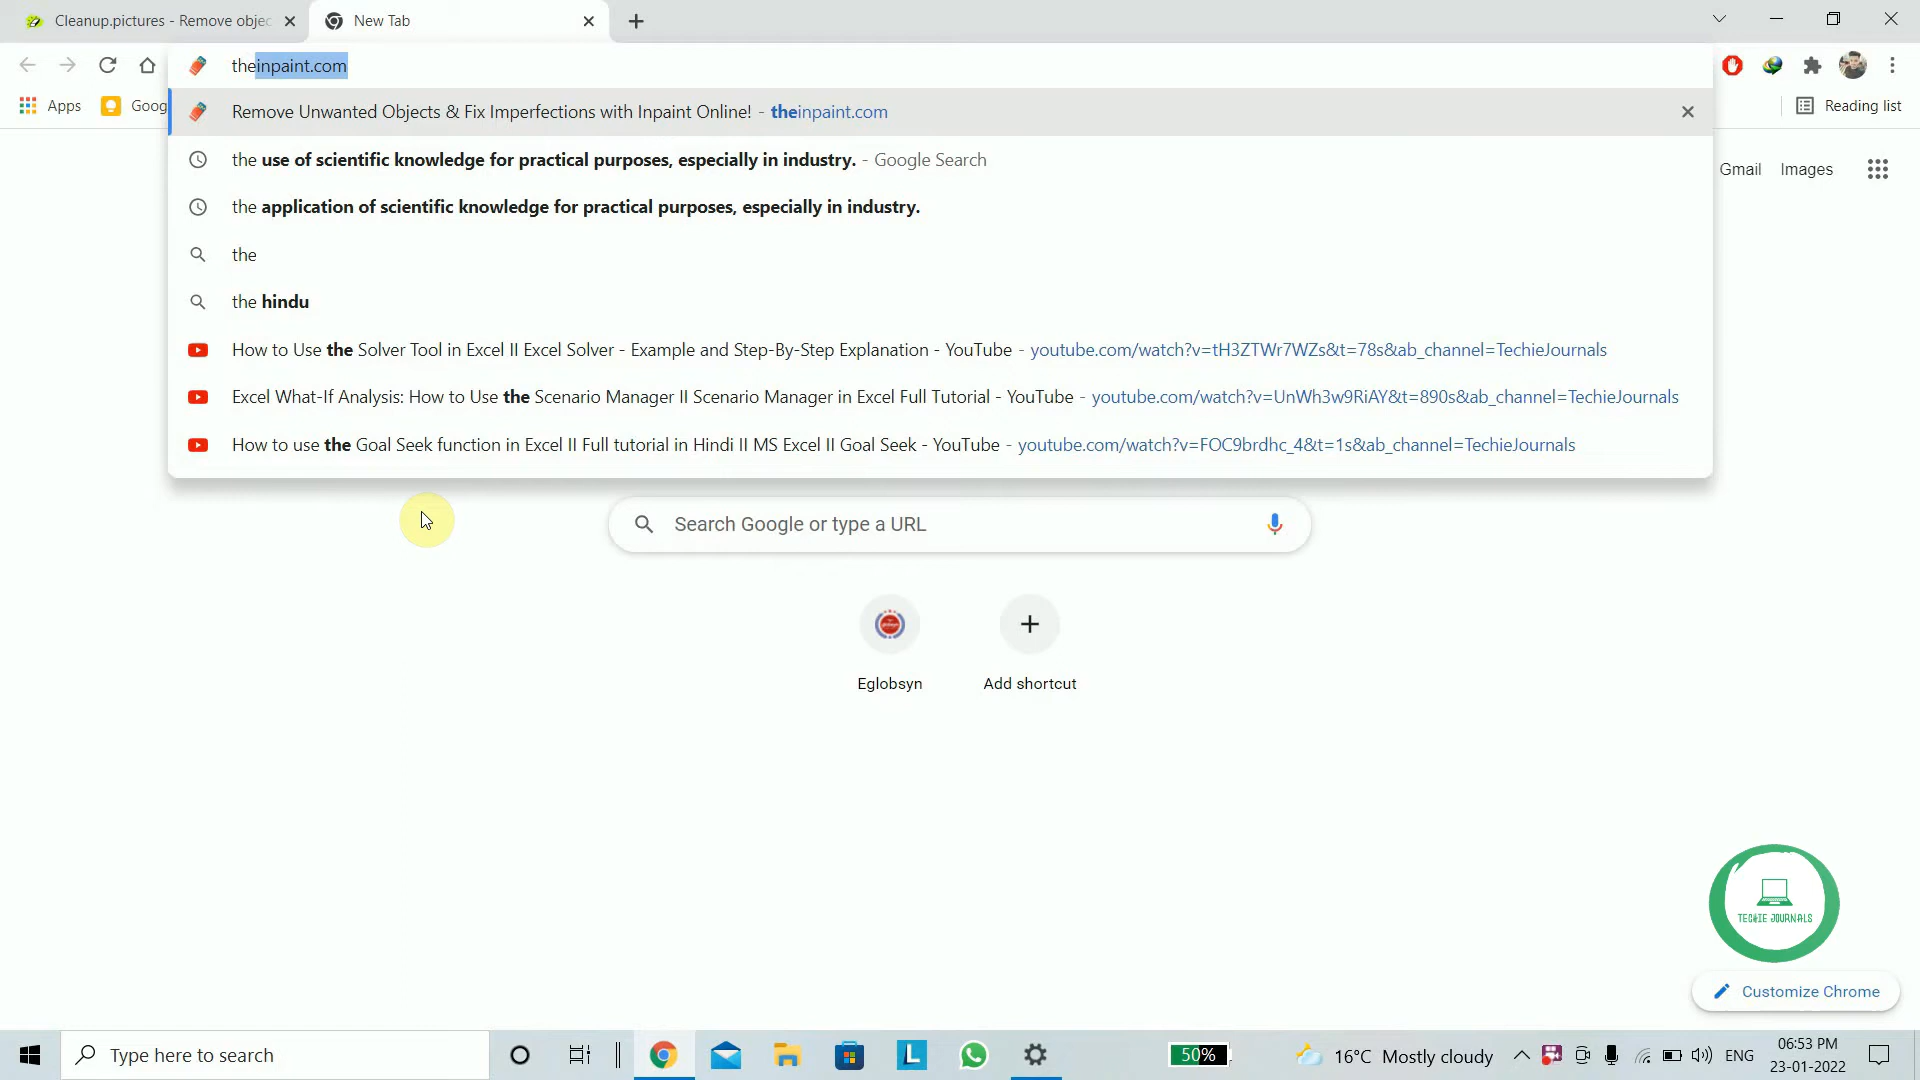 Cleanup.pictures - Remove objec
New Tab
theinpaint.com
Apps
Goog
Reading list
Remove Unwanted Objects & Fix Imperfections with Inpaint Online! - theinpaint.com
the use of scientific knowledge for practical purposes, especially in industry. - Google Search
Gmail Images
the application of scientific knowledge for practical purposes, especially in industry.
the
the hindu
How to Use the Solver Tool in Excel II Excel Solver - Example and Step-By-Step Explanation - YouTube - youtube.com/watch?v=tH3ZTWr7WZs&t=78s&ab_channel=TechieJournals
Excel What-If Analysis: How to Use the Scenario Manager II Scenario Manager in Excel Full Tutorial - YouTube - youtube.com/watch?v=UnWh3w9RiAY&t=890s&ab_channel=TechieJournals
How to use the Goal Seek function in Excel II Full tutorial in Hindi II MS Excel II Goal Seek - YouTube - youtube.com/watch?v=FOC9brdhc_4&t=1s&ab_channel=TechieJournals
Search Google or type a URL
Eglobsyn
Add shortcut
TECHIE JOURNALS
Customize Chrome
Type here to search
L
50%
16°C Mostly cloudy
ENG
06:53 PM
23-01-2022